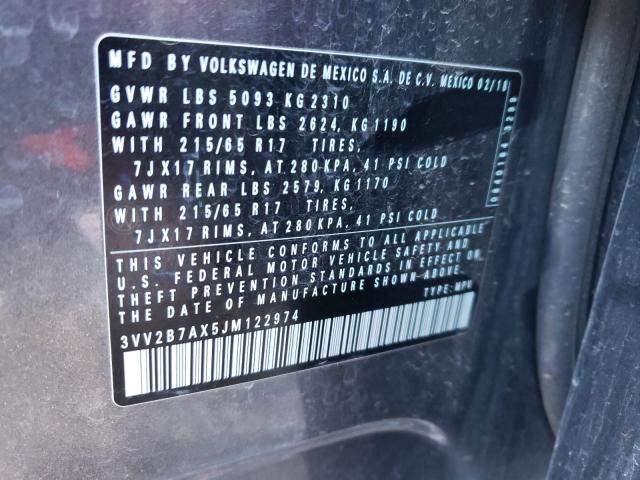 MFD BY VOLKSWAGEN DE MEXICO S.A. DE C.V. MEXICO 02/18
GVWR LBS 5093 KG 2310
GAWR FRONT LBS 2624, KG 1190
WITH 215/65 R17 TIRES,
7JX17 RIMS, AT 280 KPA, 41 PSI COLD
GAWR REAR LBS 2579, KG 1170
WITH 215/65 R17 TIRES,
7JX17 RIMS, AT 280 KPA, 41 PSI COLD
THIS VEHICLE CONFORMS TO ALL APPLICABLE
U.S. FEDERAL MOTOR VEHICLE SAFETY AND
THEFT PREVENTION STANDARDS IN EFFECT ON
THE DATE OF MANUFACTURE SHOWN ABOVE.
TYPE: MPV
3VV2B7AX5JM122974